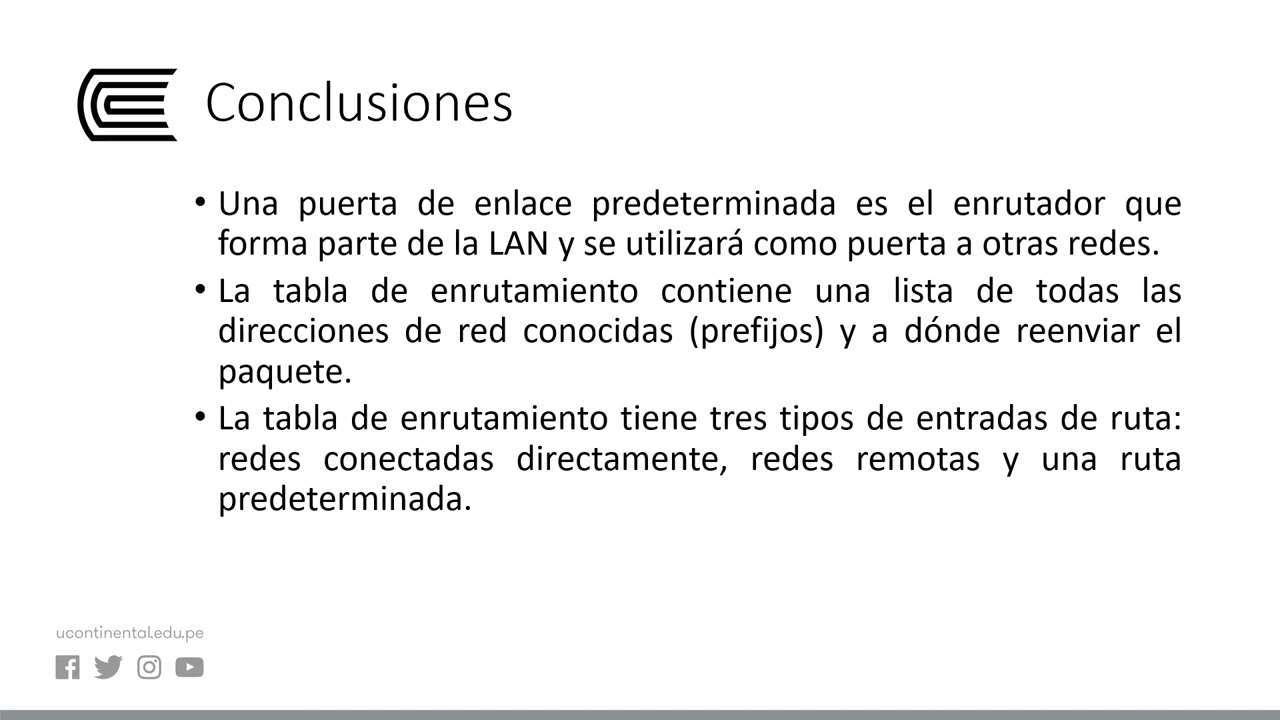 Conclusiones
• Una puerta de enlace predeterminada es el enrutador que
forma parte de la LAN y se utilizará como puerta a otras redes.
• La tabla de enrutamiento contiene una lista de todas las
direcciones de red conocidas (prefijos) y a dónde reenviar el
paquete.
• La tabla de enrutamiento tiene tres tipos de entradas de ruta:
redes conectadas directamente, redes remotas y una ruta
predeterminada.
ucontinental.edu.pe